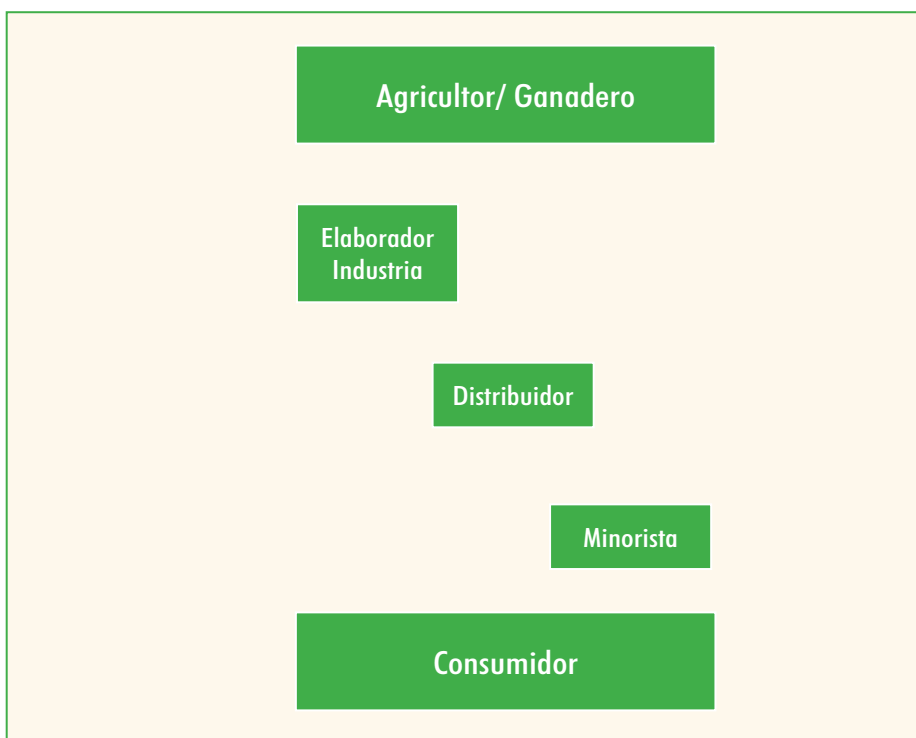 Agricultor/ Ganadero
Elaborador
Industria
Distribuidor
Minorista
Consumidor